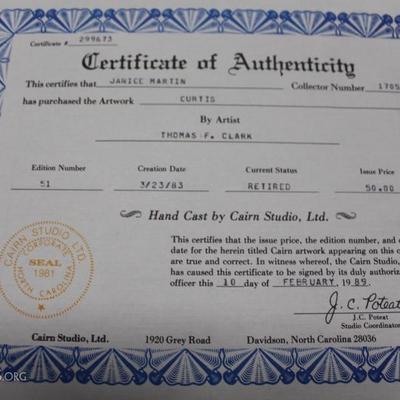 Certificate # 299673
Certificate of Authenticity
This certifies that JANICE MARTIN Collector Number 1705
has purchased the Artwork CURTIS
By Artist
THOMAS F. CLARK
Edition Number Creation Date Current Status Issue Price
51 3/23/83 RETIRED 50.00
Hand Cast by Cairn Studio, Ltd.
This certifies that the issue price, the edition number, and
date for the herein titled Cairn artwork appearing on this
are true and correct. In witness whereof, the Cairn Stud
has caused this certificate to be signed by its duly authoriz
officer this 10 day of FEBRUARY, 1989.
CAIRN STUDIO LTD
CORPORATE
SEAL
1981
NORTH CAROLINA
J.C. Poteat
J.C. Poteat
Studio Coordinator
Cairn Studio, Ltd. 1920 Grey Road Davidson, North Carolina 28036
.ORG